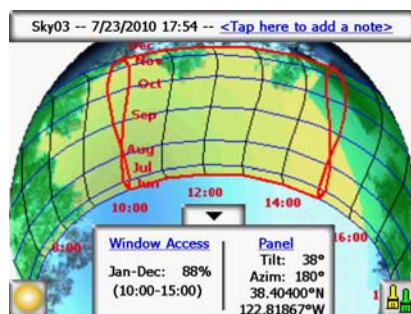 Sky03 -- 7/23/2010 17:54 -- <Tap here to add a note>
Dec
Nov
Oct
Sep
Aug
Jul
Jun
8:00
10:00
12:00
14:00
16:00
Window Access
Jan-Dec: 88%
(10:00-15:00)
Panel
Tilt: 38°
Azim: 180°
38.40400°N
122.81867°W